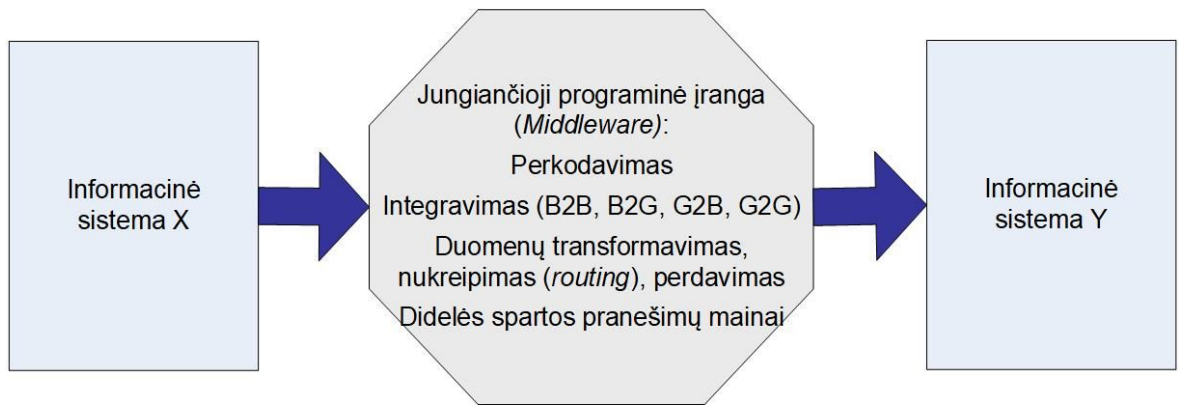 Informacinė
sistema X
Jungiančioji programinė įranga
(Middleware):
Perkodavimas
Integravimas (B2B, B2G, G2B, G2G)
Duomenų transformavimas,
nukreipimas (routing), perdavimas
Didelės spartos pranešimų mainai
Informacinė
sistema Y